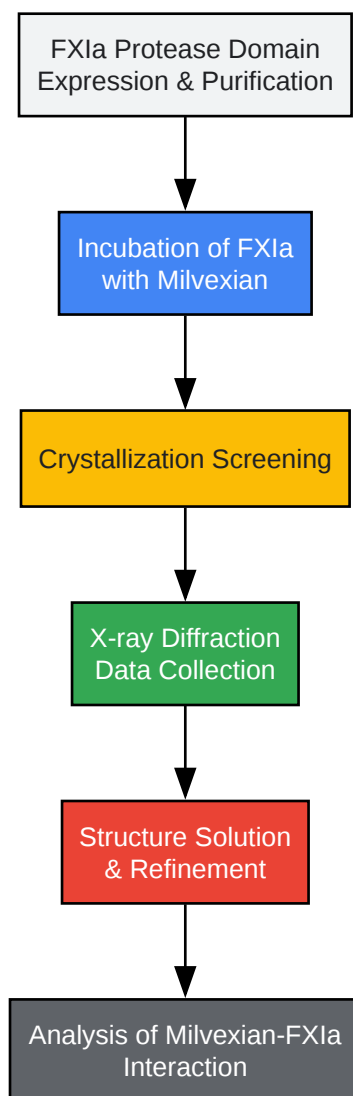 FXIa Protease Domain
Expression & Purification
Incubation of FXIa
with Milvexian
Crystallization Screening
X-ray Diffraction
Data Collection
Structure Solution
& Refinement
Analysis of Milvexian-FXIa
Interaction